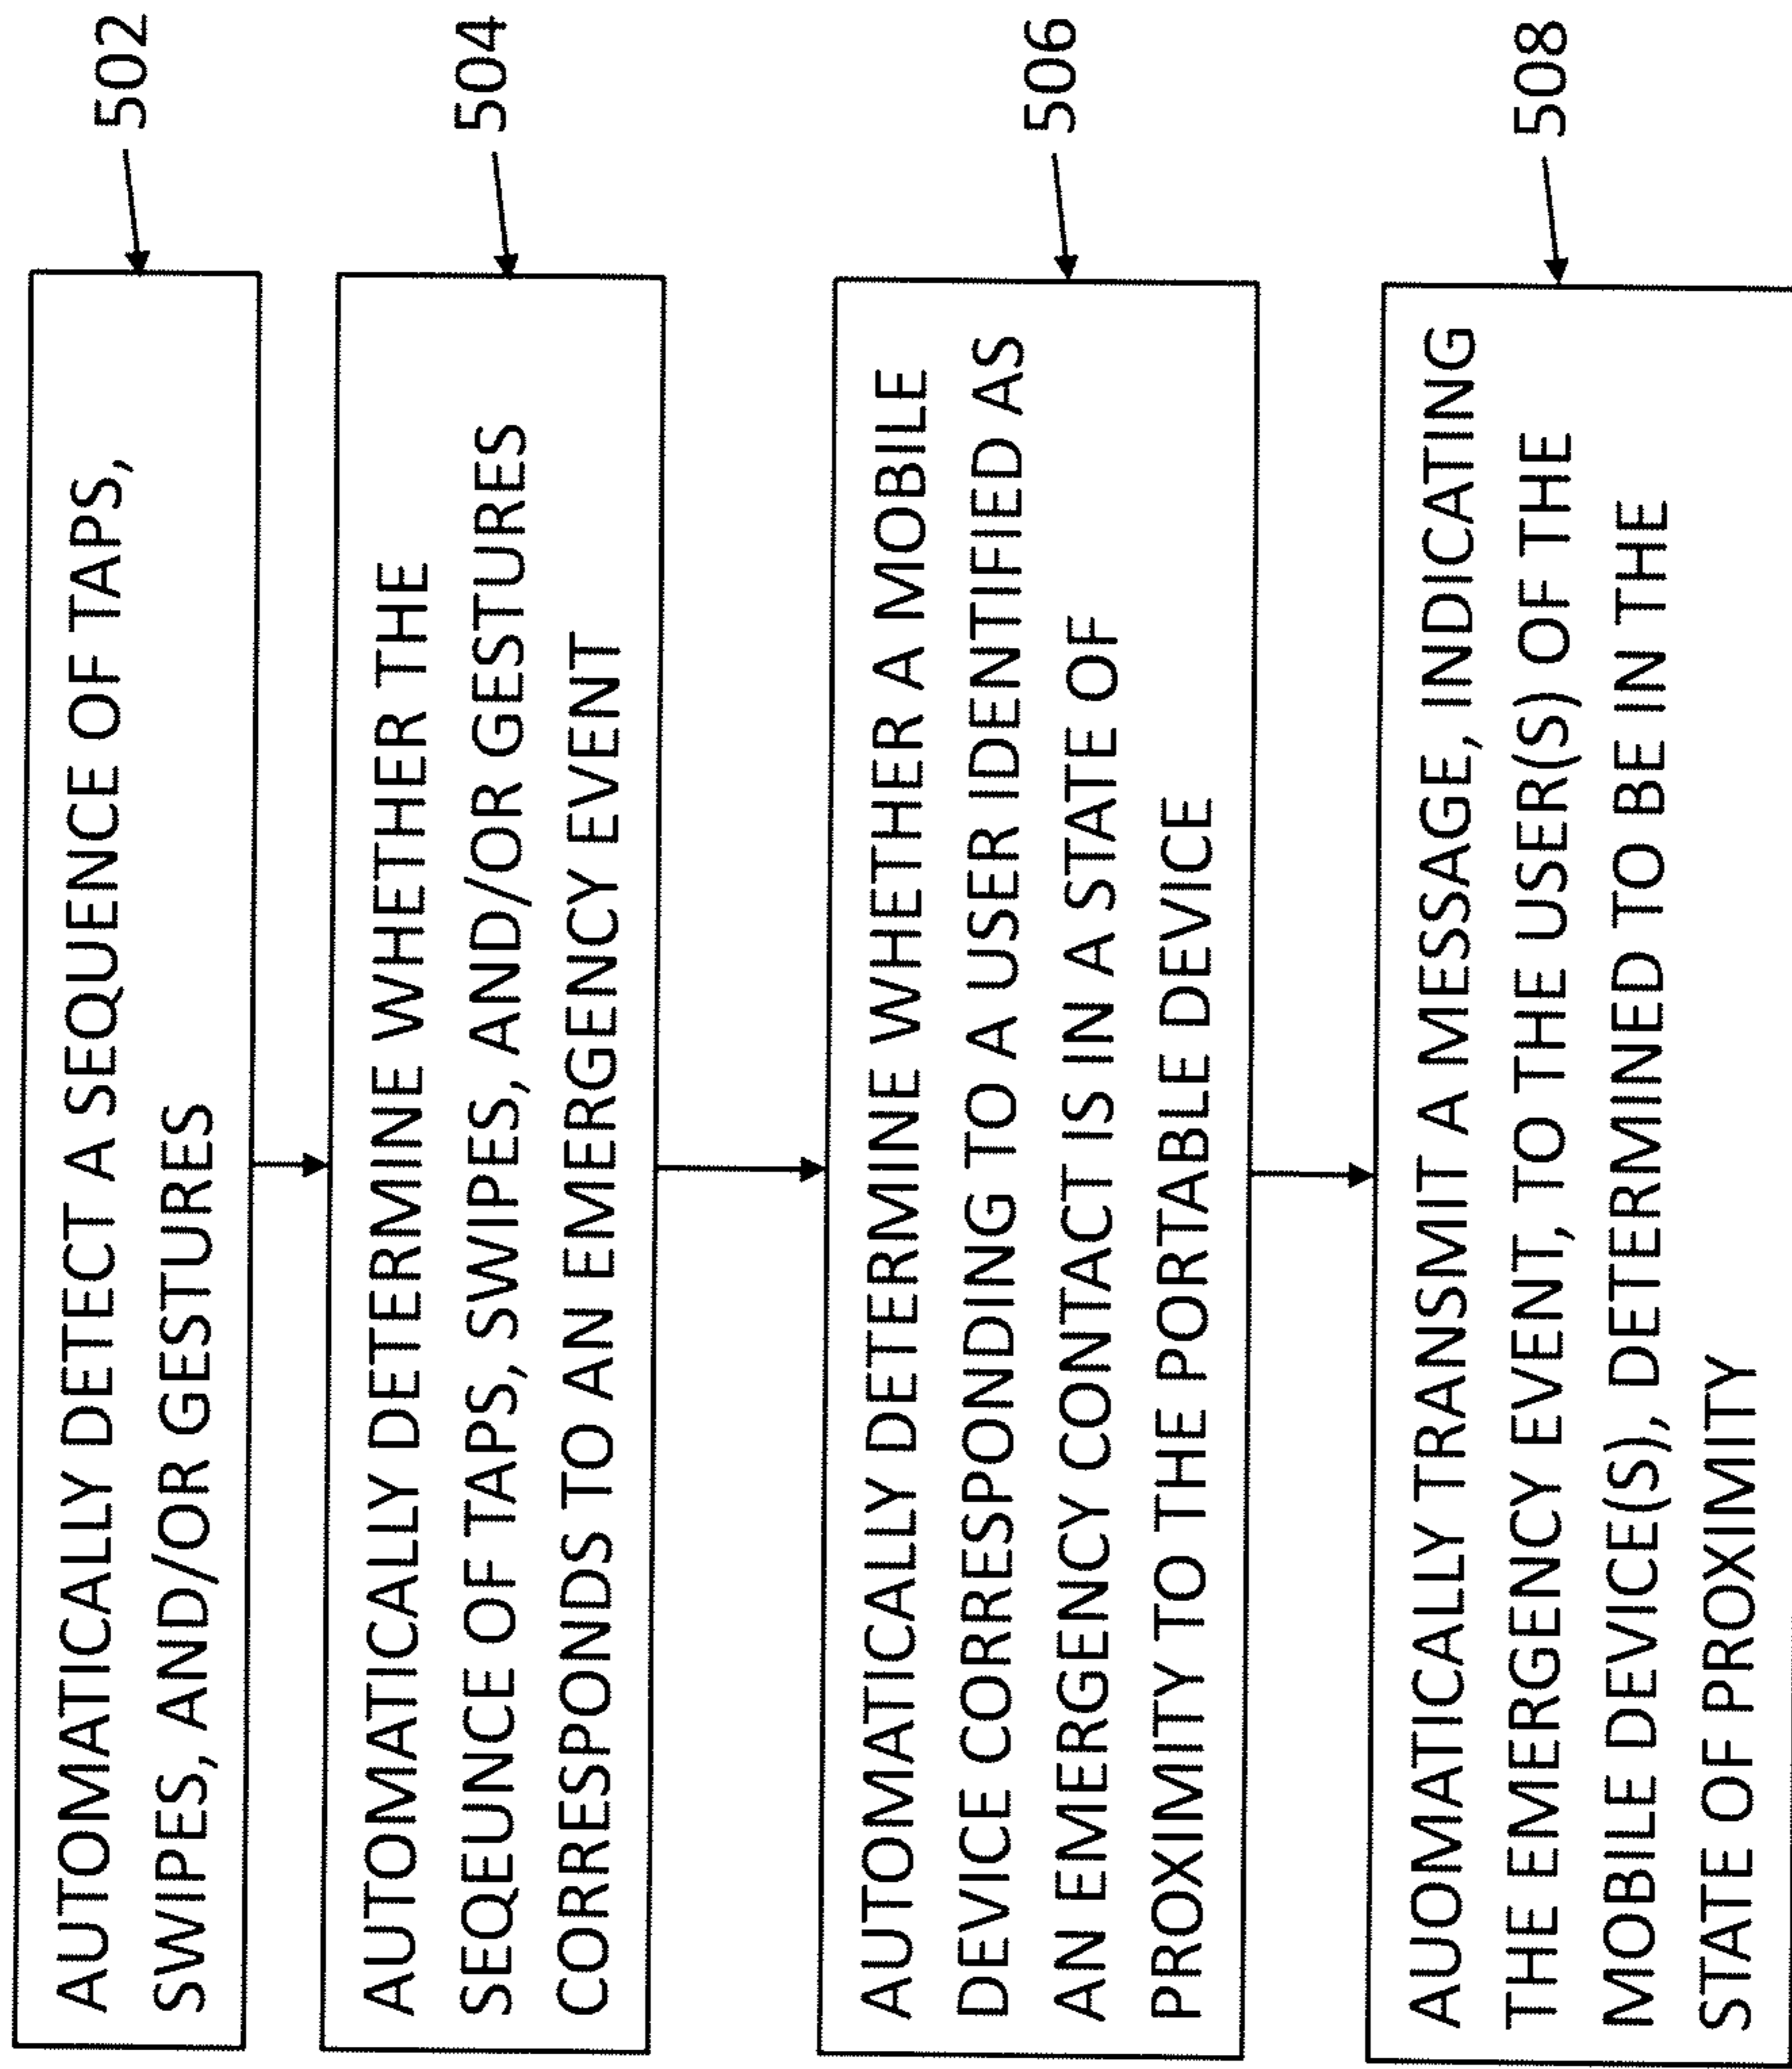 AUTOMATICALLY DETECT A SEQUENCE OF TAPS,
SWIPES, AND/OR GESTURES
502
AUTOMATICALLY DETERMINE WHETHER THE
SEQEUNCE OF TAPS, SWIPES, AND/OR GESTURES
CORRESPONDS TO AN EMERGENCY EVENT
504
AUTOMATICALLY DETERMINE WHETHER A MOBILE
DEVICE CORRESPONDING TO A USER IDENTIFIED AS
AN EMERGENCY CONTACT IS IN A STATE OF
PROXIMITY TO THE PORTABLE DEVICE
506
AUOMATICALLY TRANSMIT A MESSAGE, INDICATING
THE EMERGENCY EVENT, TO THE USER(S) OF THE
MOBILE DEVICE(S), DETERMINED TO BE IN THE
STATE OF PROXIMITY
508